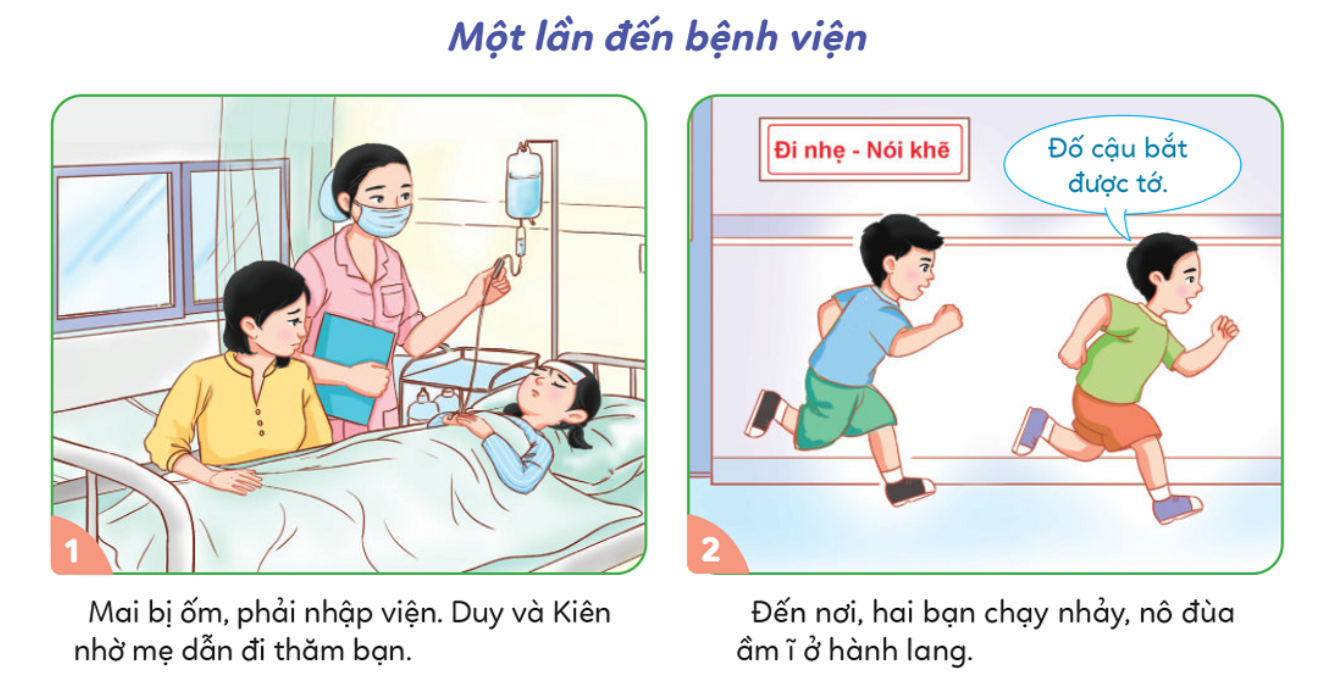 Một lần đến bệnh viện
Đi nhẹ - Nói khẽ
Đố cậu bắt
được tớ.
1
2
Mai bị ốm, phải nhập viện. Duy và Kiên
nhờ mẹ dẫn đi thăm bạn.
Đến nơi, hai bạn chạy nhảy, nô đùa
ầm ĩ ở hành lang.